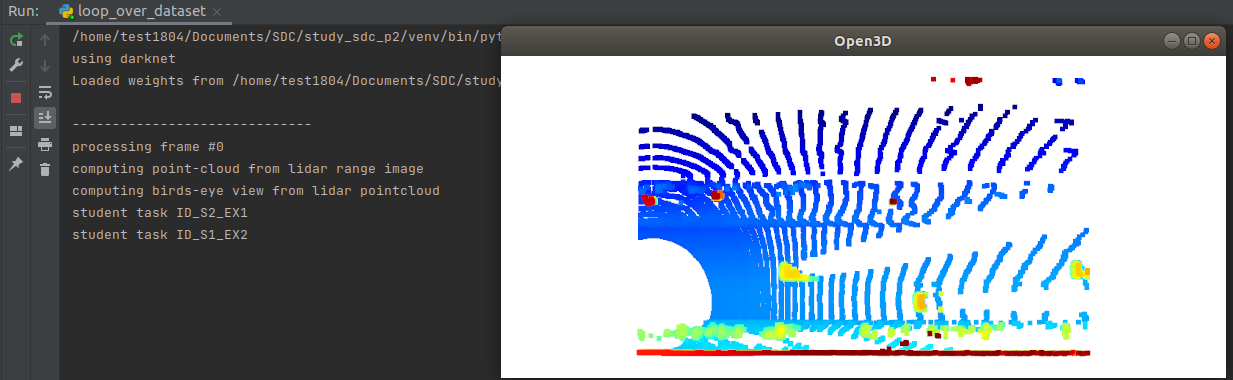 Run: loop_over_dataset
/home/test1804/Documents/SDC/study_sdc_p2/venv/bin/pyt
using darknet
Loaded weights from /home/test1804/Documents/SDC/study
------------------------------
processing frame #0
computing point-cloud from lidar range image
computing birds-eye view from lidar pointcloud
student task ID_S2_EX1
student task ID_S1_EX2
Open3D